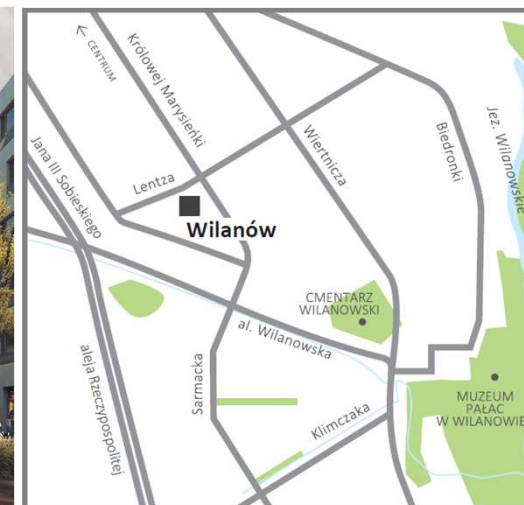 CENTRUM
Królowej Marysieńki
Jana III Sobieskiego
Lentza
Wiertnicza
Biedronki
Jez. Wilanowskie
Wilanów
CMENTARZ
WILANOWSKI
al. Wilanowska
aleja Rzeczypospolitej
Sarmacka
Klimczaka
MUZEUM
PAŁAC
W WILANOWIE